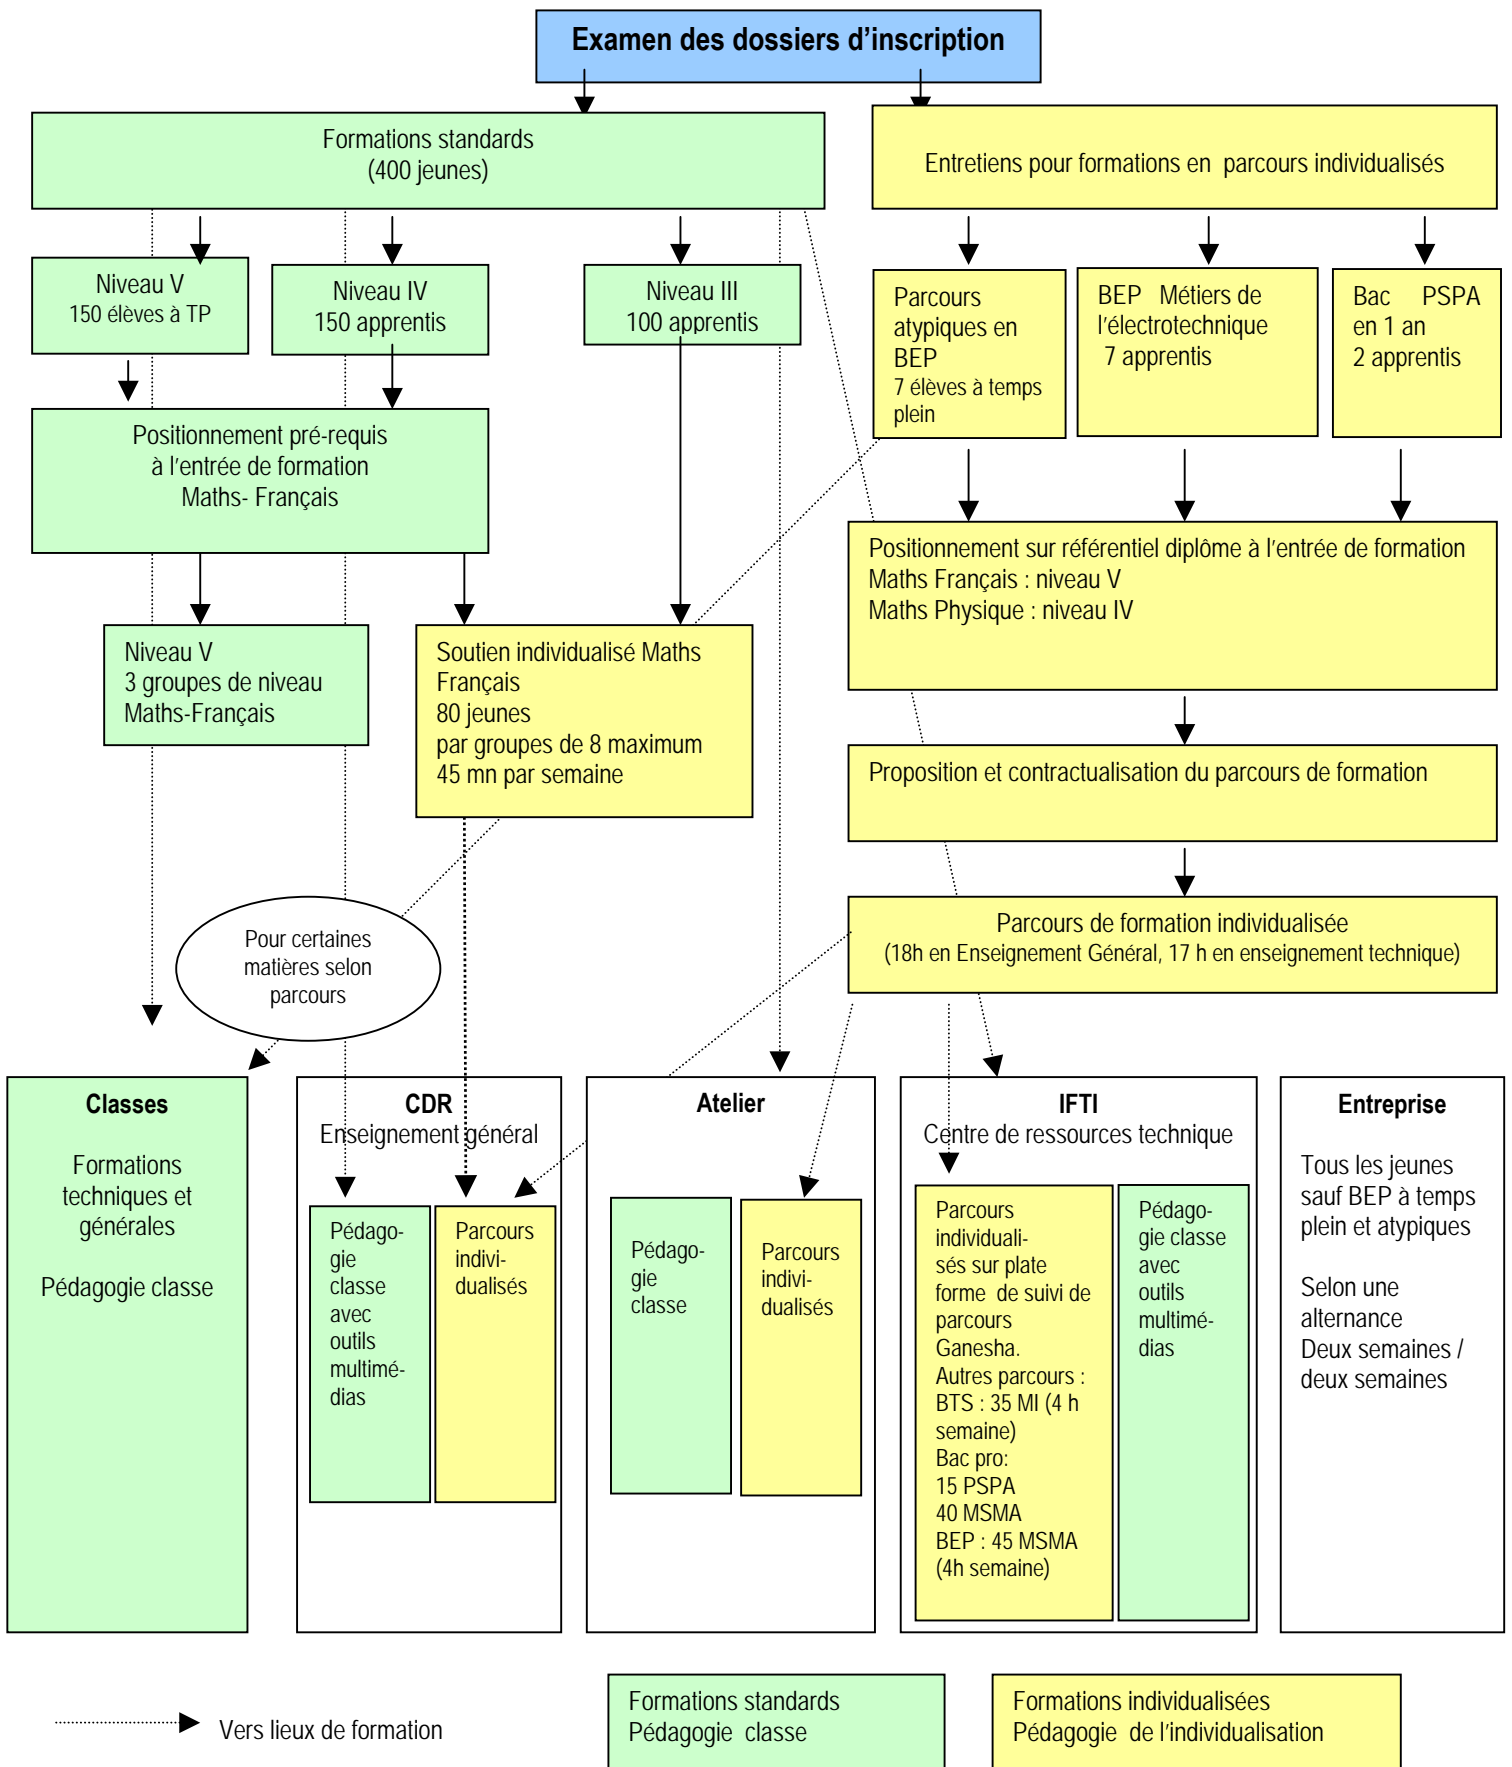 Examen des dossiers d’inscription
Formations standards
(400 jeunes)
Entretiens pour formations en parcours individualisés
Niveau V
150 élèves à TP
Niveau IV
150 apprentis
Niveau III
100 apprentis
Parcours
atypiques en
BEP
7 élèves à temps
plein
BEP Métiers de
l’électrotechnique
7 apprentis
Bac PSPA
en 1 an
2 apprentis
Positionnement pré-requis
à l’entrée de formation
Maths- Français
Positionnement sur référentiel diplôme à l’entrée de formation
Maths Français : niveau V
Maths Physique : niveau IV
Niveau V
3 groupes de niveau
Maths-Français
Soutien individualisé Maths
Français
80 jeunes
par groupes de 8 maximum
45 mn par semaine
Proposition et contractualisation du parcours de formation
Parcours de formation individualisée
(18h en Enseignement Général, 17 h en enseignement technique)
Pour certaines
matières selon
parcours
Classes
Formations
techniques et
générales
Pédagogie classe
CDR
Enseignement général
Pédago-
gie
classe
avec
outils
multimé-
dias
Parcours
indivi-
dualisés
Atelier
Pédago-
gie
classe
Parcours
indivi-
dualisés
IFTI
Centre de ressources technique
Parcours
individuali-
sés sur plate
forme de suivi de
parcours
Ganesha.
Autres parcours :
BTS : 35 MI (4 h
semaine)
Bac pro:
15 PSPA
40 MSMA
BEP : 45 MSMA
(4h semaine)
Pédago-
gie classe
avec
outils
multimé-
dias
Entreprise
Tous les jeunes
sauf BEP à temps
plein et atypiques
Selon une
alternance
Deux semaines /
deux semaines
Vers lieux de formation
Formations standards
Pédagogie classe
Formations individualisées
Pédagogie de l’individualisation